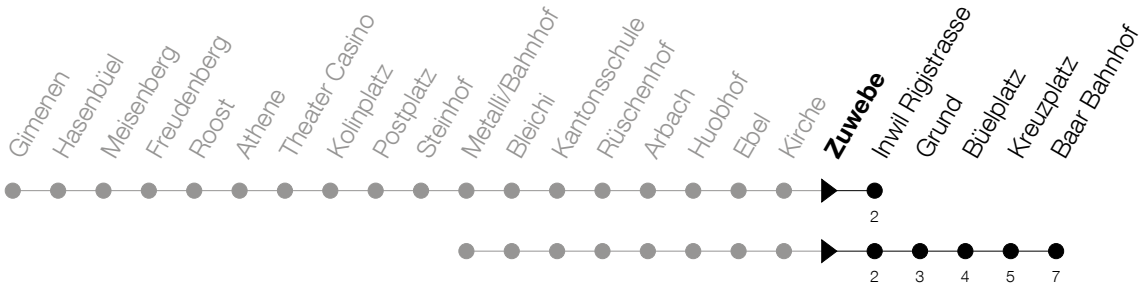 Gimenen
Hasenbüel
Meisenberg
Freudenberg
Roost
Athene
Theater Casino
Kolinplatz
Postplatz
Steinhof
Metalli/Bahnhof
Bleichi
Kantonsschule
Rüschenhof
Arbach
Huobhof
Ebel
Kirche
Zuwebe
Inwil Rigistrasse
Grund
Büelplatz
Kreuzplatz
Baar Bahnhof
2
2 3 4 5 7